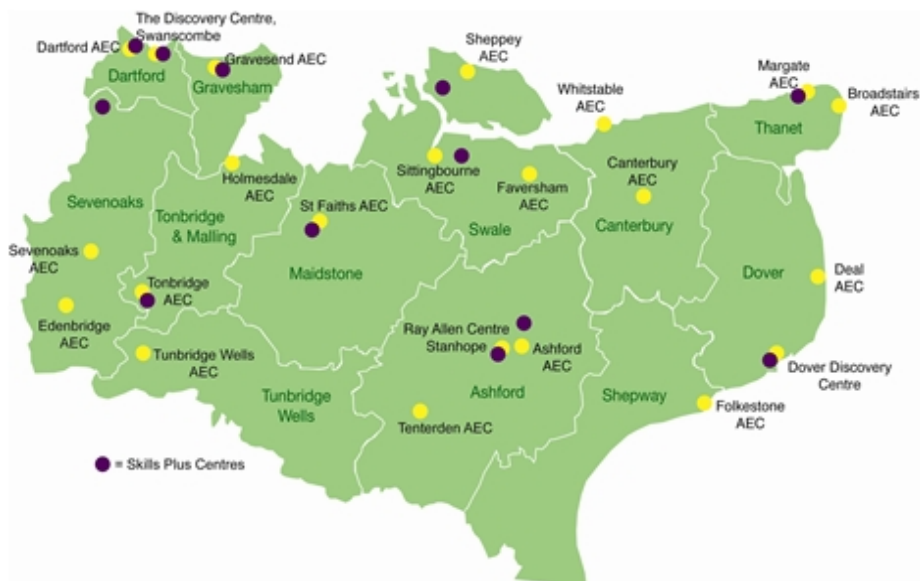 The Discovery Centre,
Swanscombe
Dartford AEC
Dartford
Gravesend AEC
Gravesham
Sheppey
AEC
Whitstable
AEC
Margate
AEC
Broadstairs
AEC
Thanet
Holmesdale
AEC
Sittingbourne
AEC
Faversham
AEC
Canterbury
AEC
Sevenoaks
Tonbridge
& Malling
St Faiths AEC
Swale
Canterbury
Sevenoaks
AEC
Maidstone
Dover
Deal
AEC
Tonbridge
AEC
Edenbridge
AEC
Ray Allen Centre
Stanhope
Ashford
AEC
Tunbridge Wells
AEC
Dover Discovery
Centre
Tunbridge
Wells
Ashford
Shepway
Folkestone
AEC
Tenterden AEC
= Skills Plus Centres